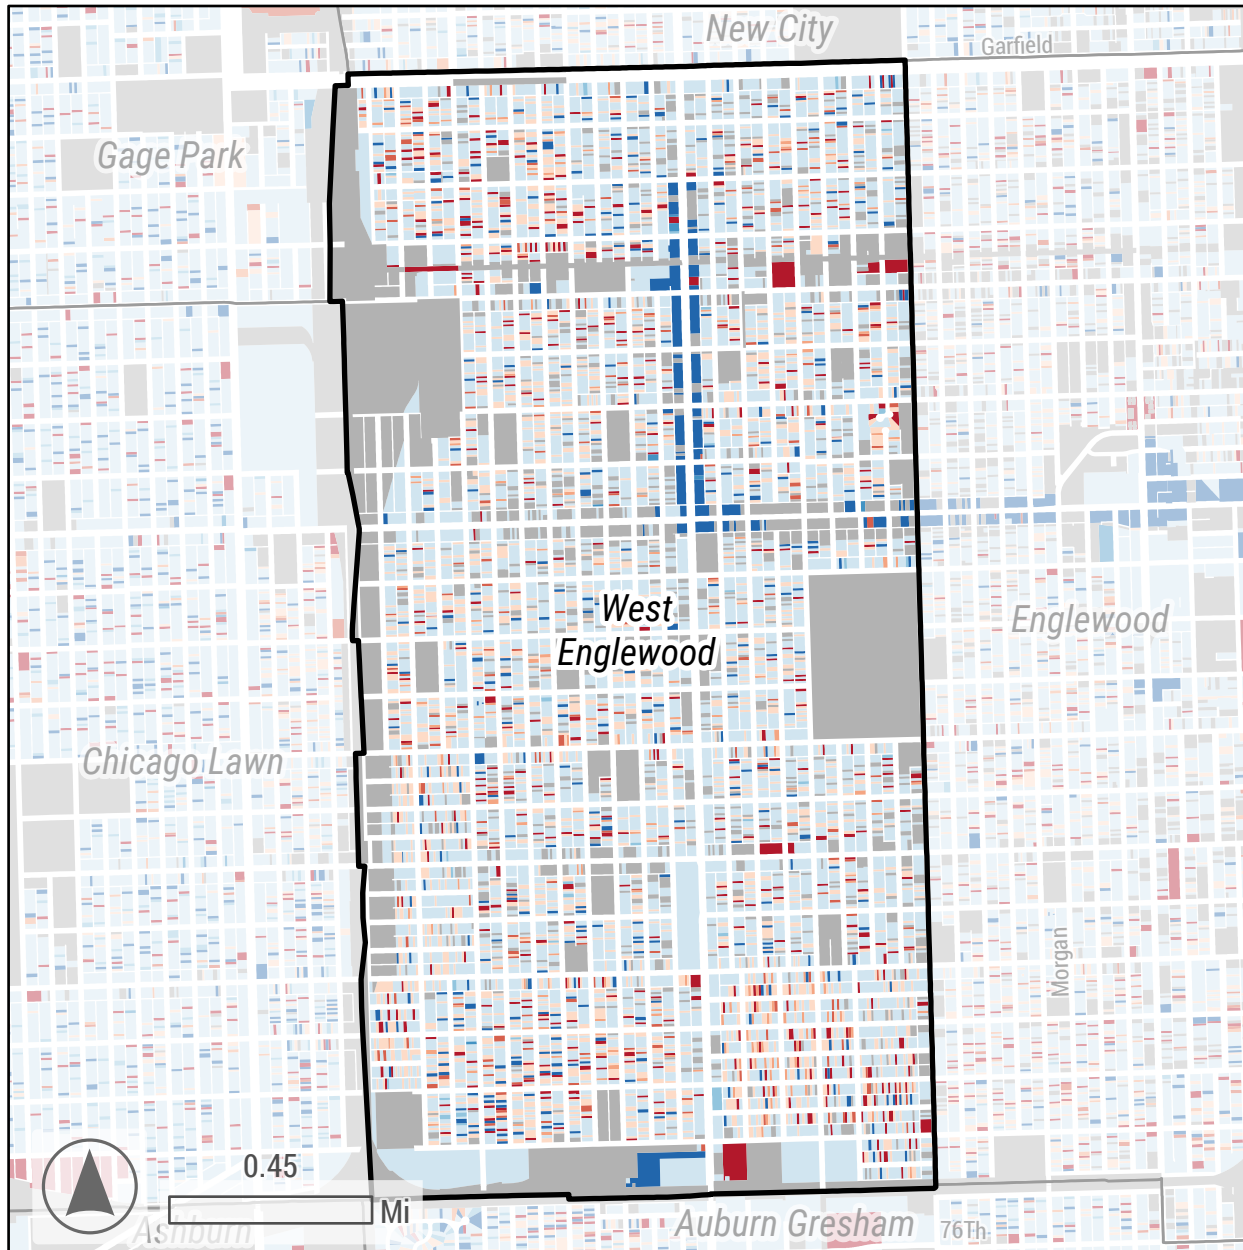 New City
Garfield
Gage Park
West
Englewood
Englewood
Chicago Lawn
Morgan
0.45
Mi
Ashburn
Auburn Gresham
76Th